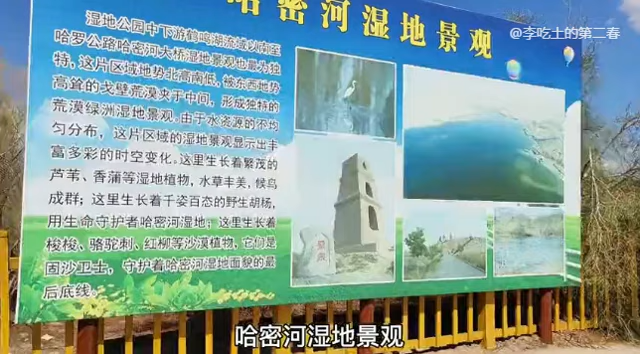 @李吃土的第二春
哈密河湿地景观
湿地公园中下游鹤鸣湖流域以南至
哈罗公路哈密河大桥湿地景观也最为独
特，这片区域地势北高南低，被东西地势
高耸的戈壁荒漠夹于中间，形成独特的
荒漠绿洲湿地景观。由于水资源的不均
匀分布，这片区域的湿地景观显示出丰
富多彩的时空变化。这里生长着繁茂的
芦苇、香蒲等湿地植物，水草丰美，候鸟
成群；这里生长着千姿百态的野生胡杨，
用生命守护者哈密河湿地；这里生长着
梭梭、骆驼刺、红柳等沙漠植物，它们是
固沙卫士，守护着哈密河湿地面貌的最
后底线。
哈密河湿地景观